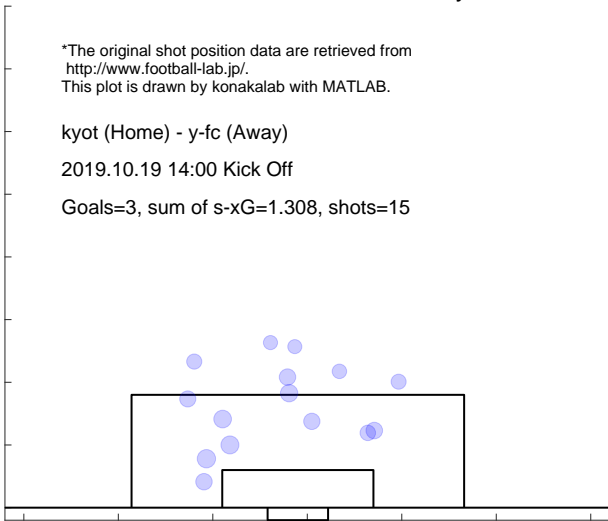 *The original shot position data are retrieved from
http://www.football-lab.jp/.
This plot is drawn by konakalab with MATLAB.
kyot (Home) - y-fc (Away)
2019.10.19 14:00 Kick Off
Goals=3, sum of s-xG=1.308, shots=15